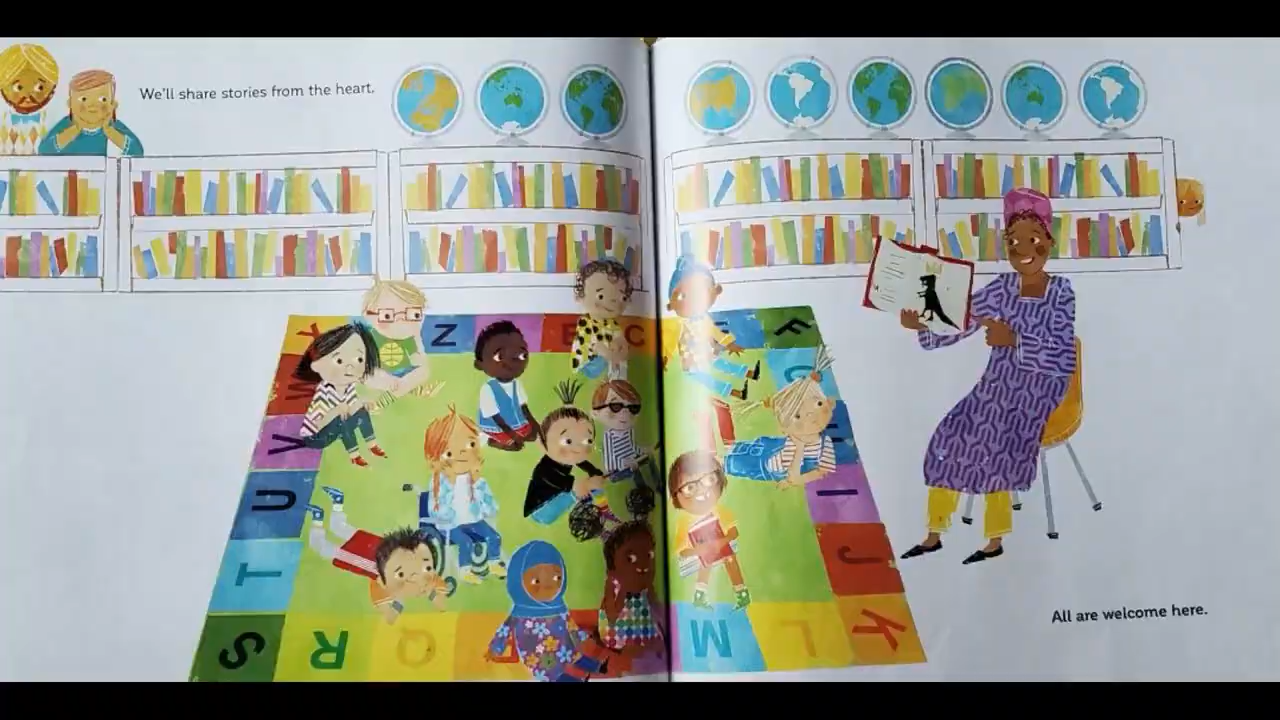 We'll share stories from the heart.
Z C F
W
V
U I
T J
S R Q M L K
All are welcome here.